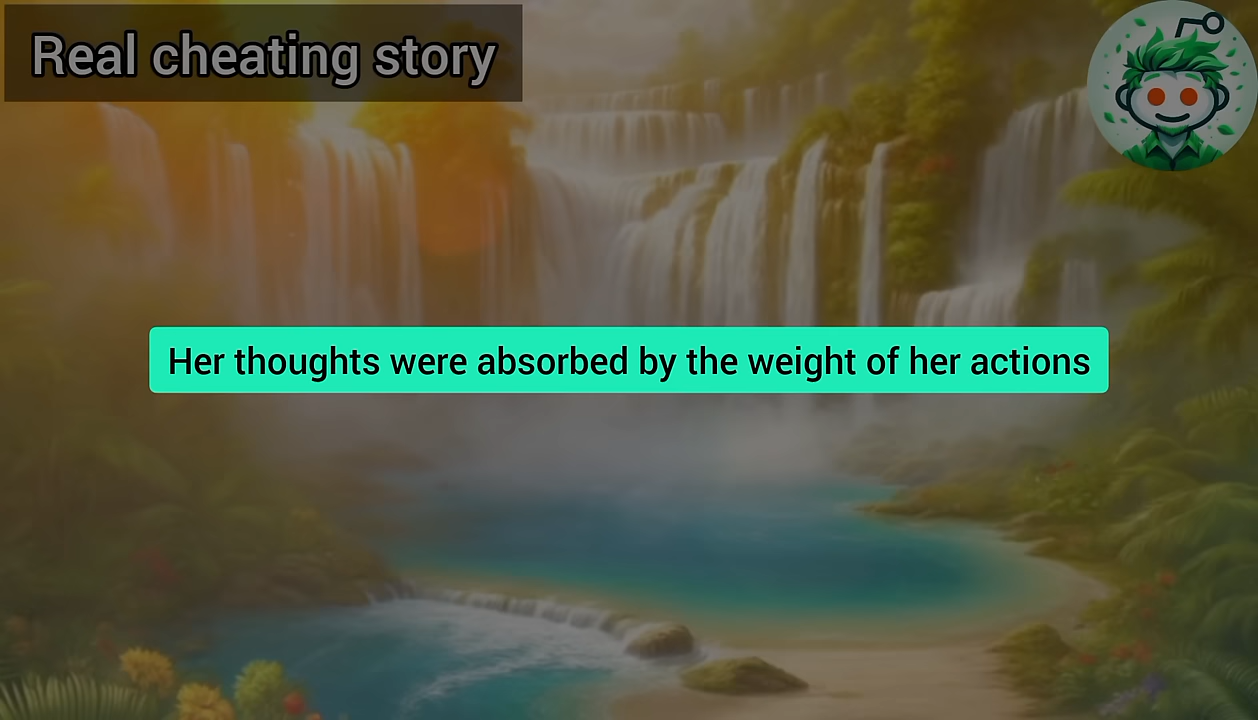 Real cheating story
Her thoughts were absorbed by the weight of her actions